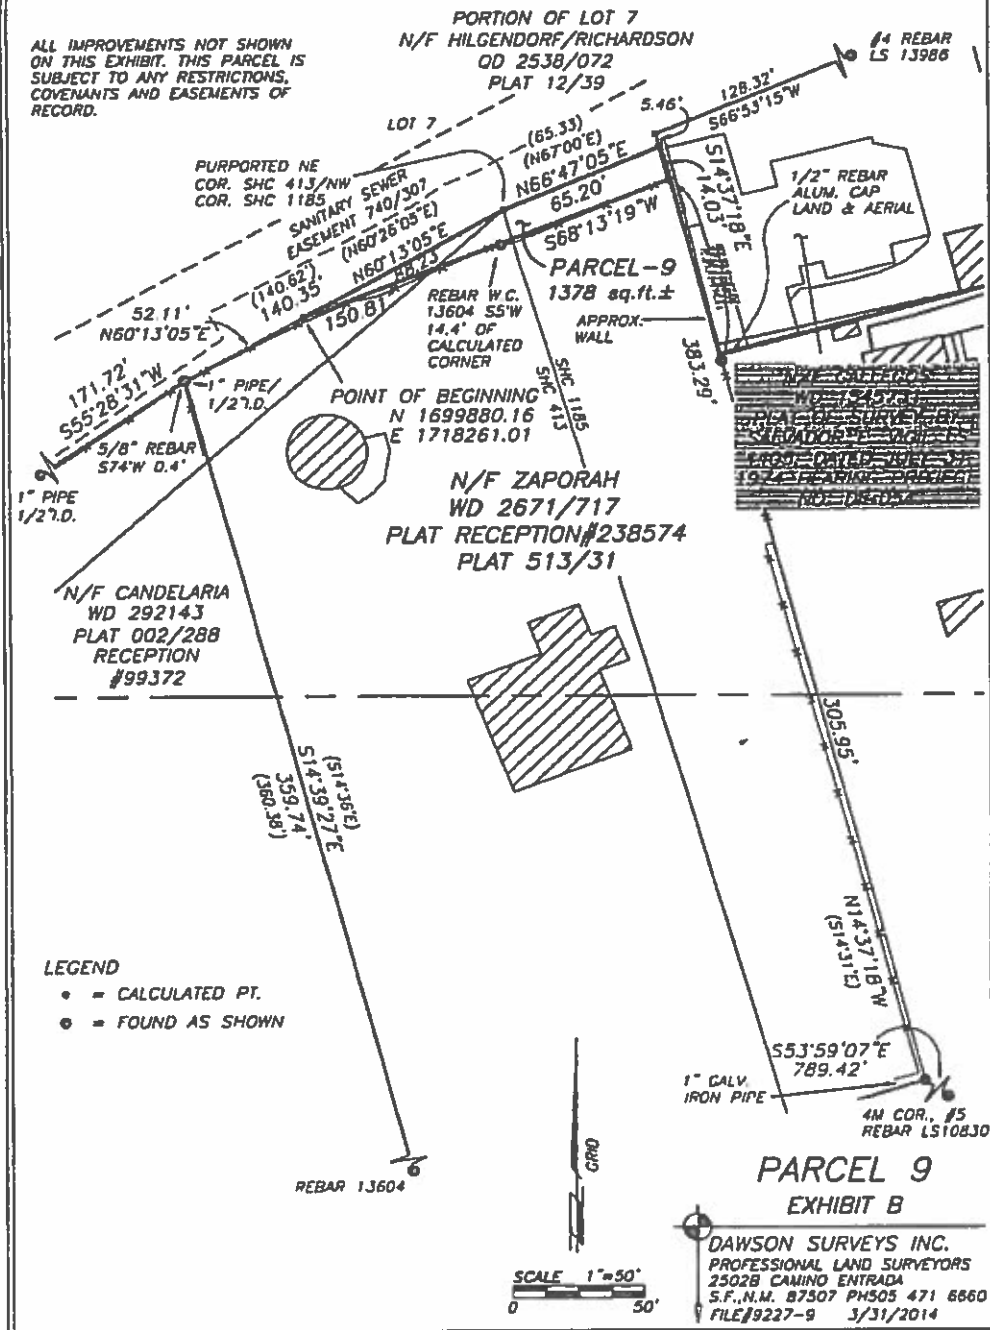 PORTION OF LOT 7
N/F HILGENDORF/RICHARDSON
OD 2538/072
PLAT 12/39
ALL IMPROVEMENTS NOT SHOWN
ON THIS EXHIBIT. THIS PARCEL IS
SUBJECT TO ANY RESTRICTIONS,
COVENANTS AND EASEMENTS OF
RECORD.
#4 REBAR
LS 13986
LOT 7
128.32'
S66°53'15"W
5.46'
(65.33)
(N67°00'E)
N66°47'05"E
65.20'
S68°13'19"W
S14°37'18"E
14.03'
1/2" REBAR
ALUM. CAP
LAND & AERIAL
PURPORTED NE
COR. SHC 413/NW
COR. SHC 1185
SANITARY SEWER
EASEMENT 740/307
(N60°26'05"E)
N60°13'05"E
88.23'
(140.62')
140.35'
150.81'
52.11'
N60°13'05"E
REBAR W.C.
13604 S5°W
14.4' OF
CALCULATED
CORNER
PARCEL-9
1378 sq.ft.±
APPROX.
WALL
383.29'
171.72'
S55°28'31"W
1" PIPE/
1/2"I.D.
5/8" REBAR
S74°W 0.4'
1" PIPE
1/2"I.D.
POINT OF BEGINNING
N 1699880.16
E 1718261.01
SHC 1185
SHC 413
N/F GALLEGOS
PLAT OF SURVEY BY
N/F ZAPORAH
WD 2671/717
PLAT RECEPTION#238574
PLAT 513/31
N/F CANDELARIA
WD 292143
PLAT 002/288
RECEPTION
#99372
305.95'
(S14°36'E)
S14°39'27"E
359.74'
(360.38')
N14°37'18"W
(S14°31'E)
LEGEND
= CALCULATED PT.
= FOUND AS SHOWN
S53°59'07"E
789.42'
1" GALV.
IRON PIPE
4M COR., #5
REBAR LS10830
REBAR 13604
GRID
PARCEL 9
EXHIBIT B
DAWSON SURVEYS INC.
PROFESSIONAL LAND SURVEYORS
2502B CAMINO ENTRADA
S.F.,N.M. 87507 PH505 471 6660
FILE#9227-9 3/31/2014
SCALE 1"=50'
0 50'